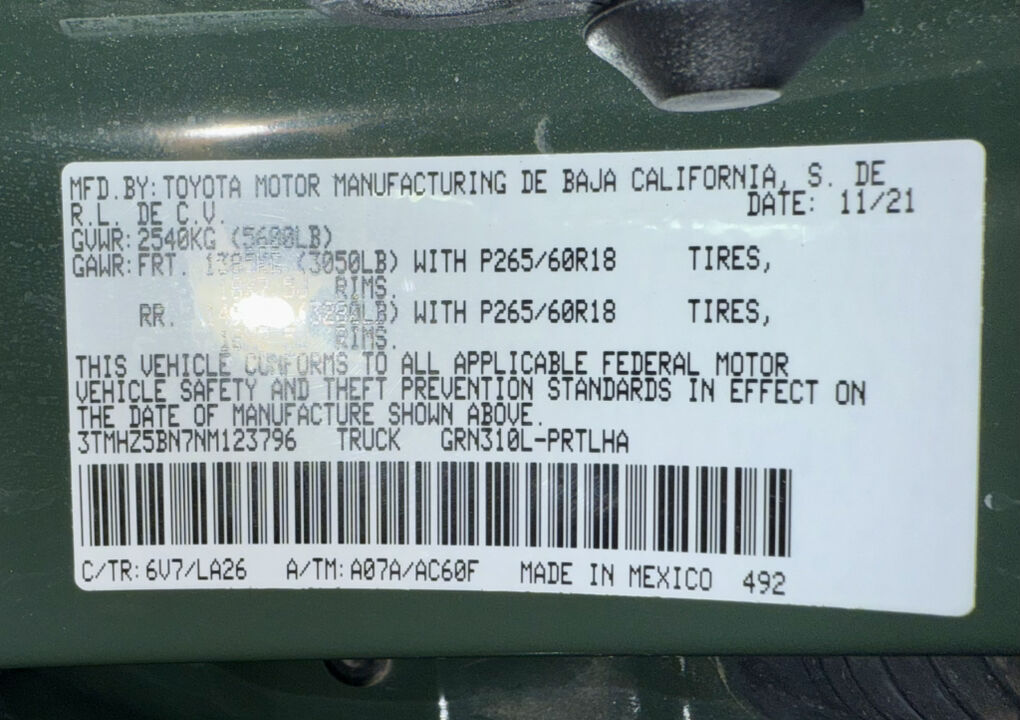 MFD.BY: TOYOTA MOTOR MANUFACTURING DE BAJA CALIFORNIA, S. DE
R.L. DE C.V. DATE: 11/21
GVWR: 2540KG (5600LB)
GAWR: FRT. 1385KG (3050LB) WITH P265/60R18 TIRES,
RIMS.
RR. WITH P265/60R18 TIRES,
RIMS.
THIS VEHICLE CONFORMS TO ALL APPLICABLE FEDERAL MOTOR
VEHICLE SAFETY AND THEFT PREVENTION STANDARDS IN EFFECT ON
THE DATE OF MANUFACTURE SHOWN ABOVE.
3TMHZ5BN7NM123796 TRUCK GRN310L-PRTLHA
C/TR: 6V7/LA26 A/TM: A07A/AC60F MADE IN MEXICO 492